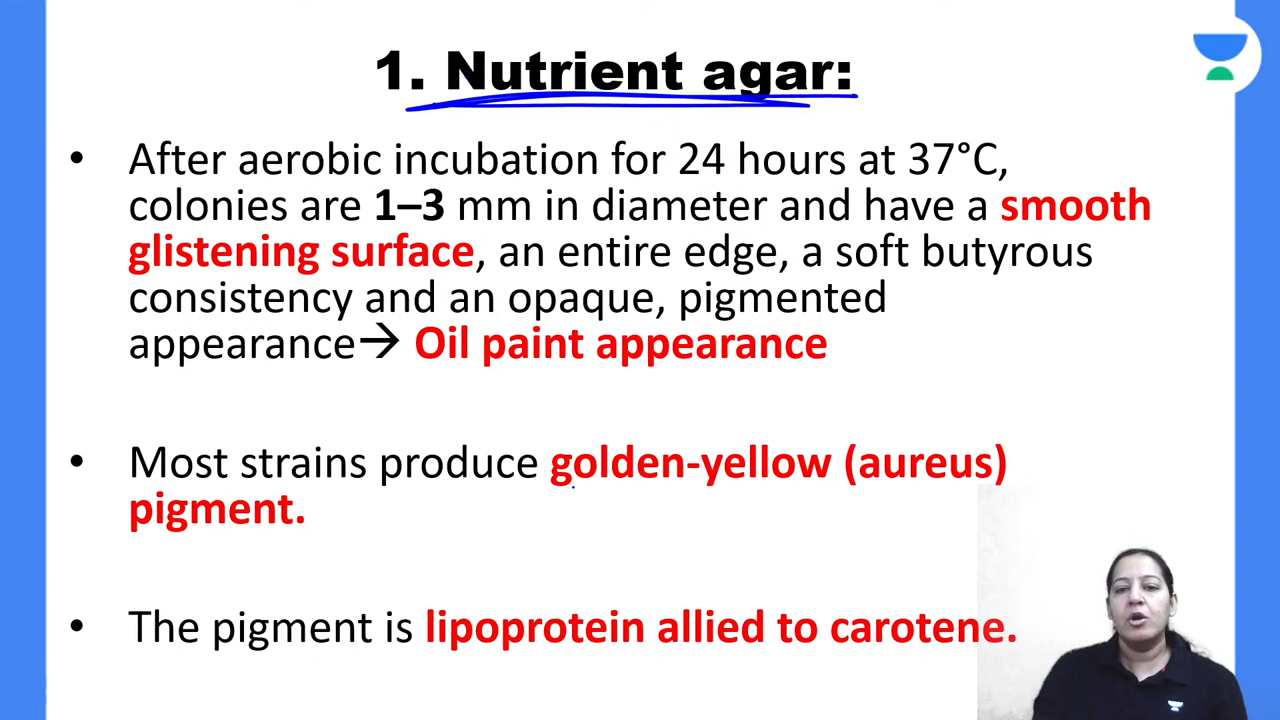 1. Nutrient agar:
• After aerobic incubation for 24 hours at 37°C,
colonies are 1–3 mm in diameter and have a smooth
glistening surface, an entire edge, a soft butyrous
consistency and an opaque, pigmented
appearance→ Oil paint appearance
• Most strains produce golden-yellow (aureus)
pigment.
• The pigment is lipoprotein allied to carotene.